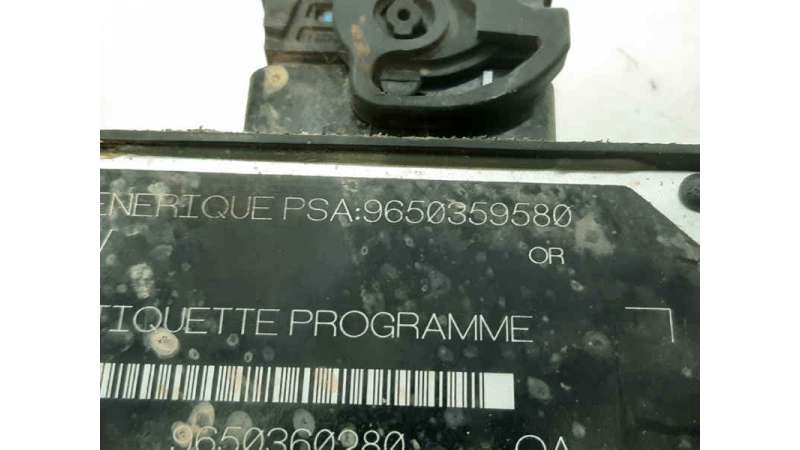 ENERIQUE PSA:9650359580
OR
TIQUETTE PROGRAMME
9650360280 OA